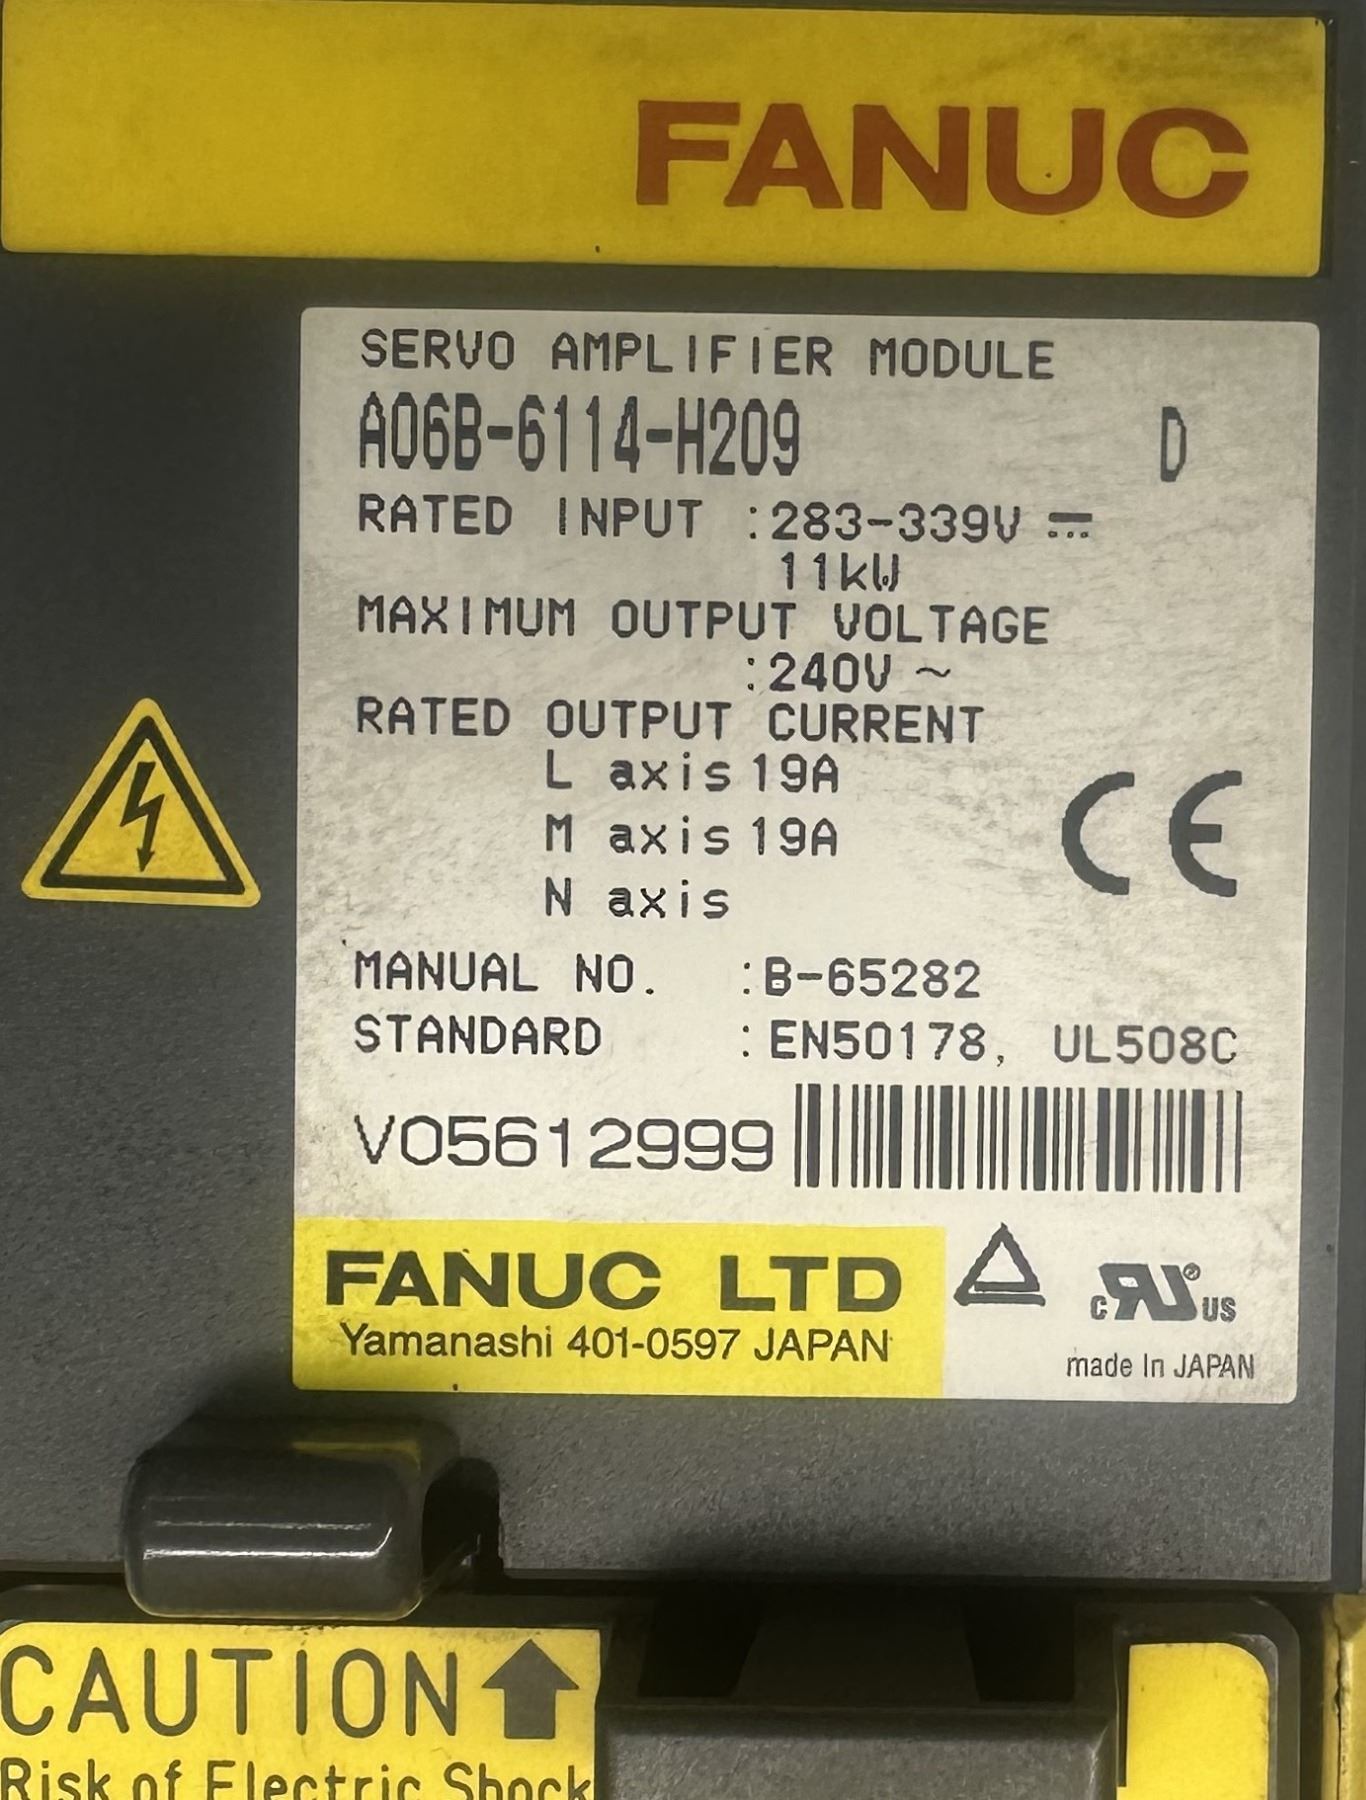 FANUC
SERVO AMPLIFIER MODULE
A06B-6114-H209 D
RATED INPUT :283-339V ⎓
11kW
MAXIMUM OUTPUT VOLTAGE
:240V ~
RATED OUTPUT CURRENT
L axis 19A
M axis 19A
N axis
CE
MANUAL NO. :B-65282
STANDARD :EN50178, UL508C
V05612999
FANUC LTD
Yamanashi 401-0597 JAPAN
c RU® US
made In JAPAN
CAUTION
Risk of Electric Shock